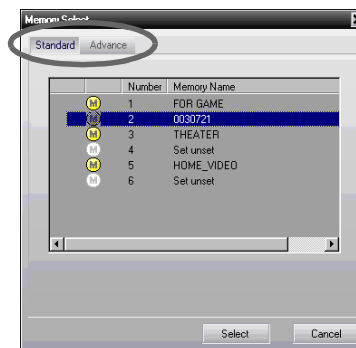 Memory Select
Standard Advance
Number Memory Name
M 1 FOR GAME
M 2 0030721
M 3 THEATER
M 4 Set unset
M 5 HOME_VIDEO
M 6 Set unset
Select Cancel